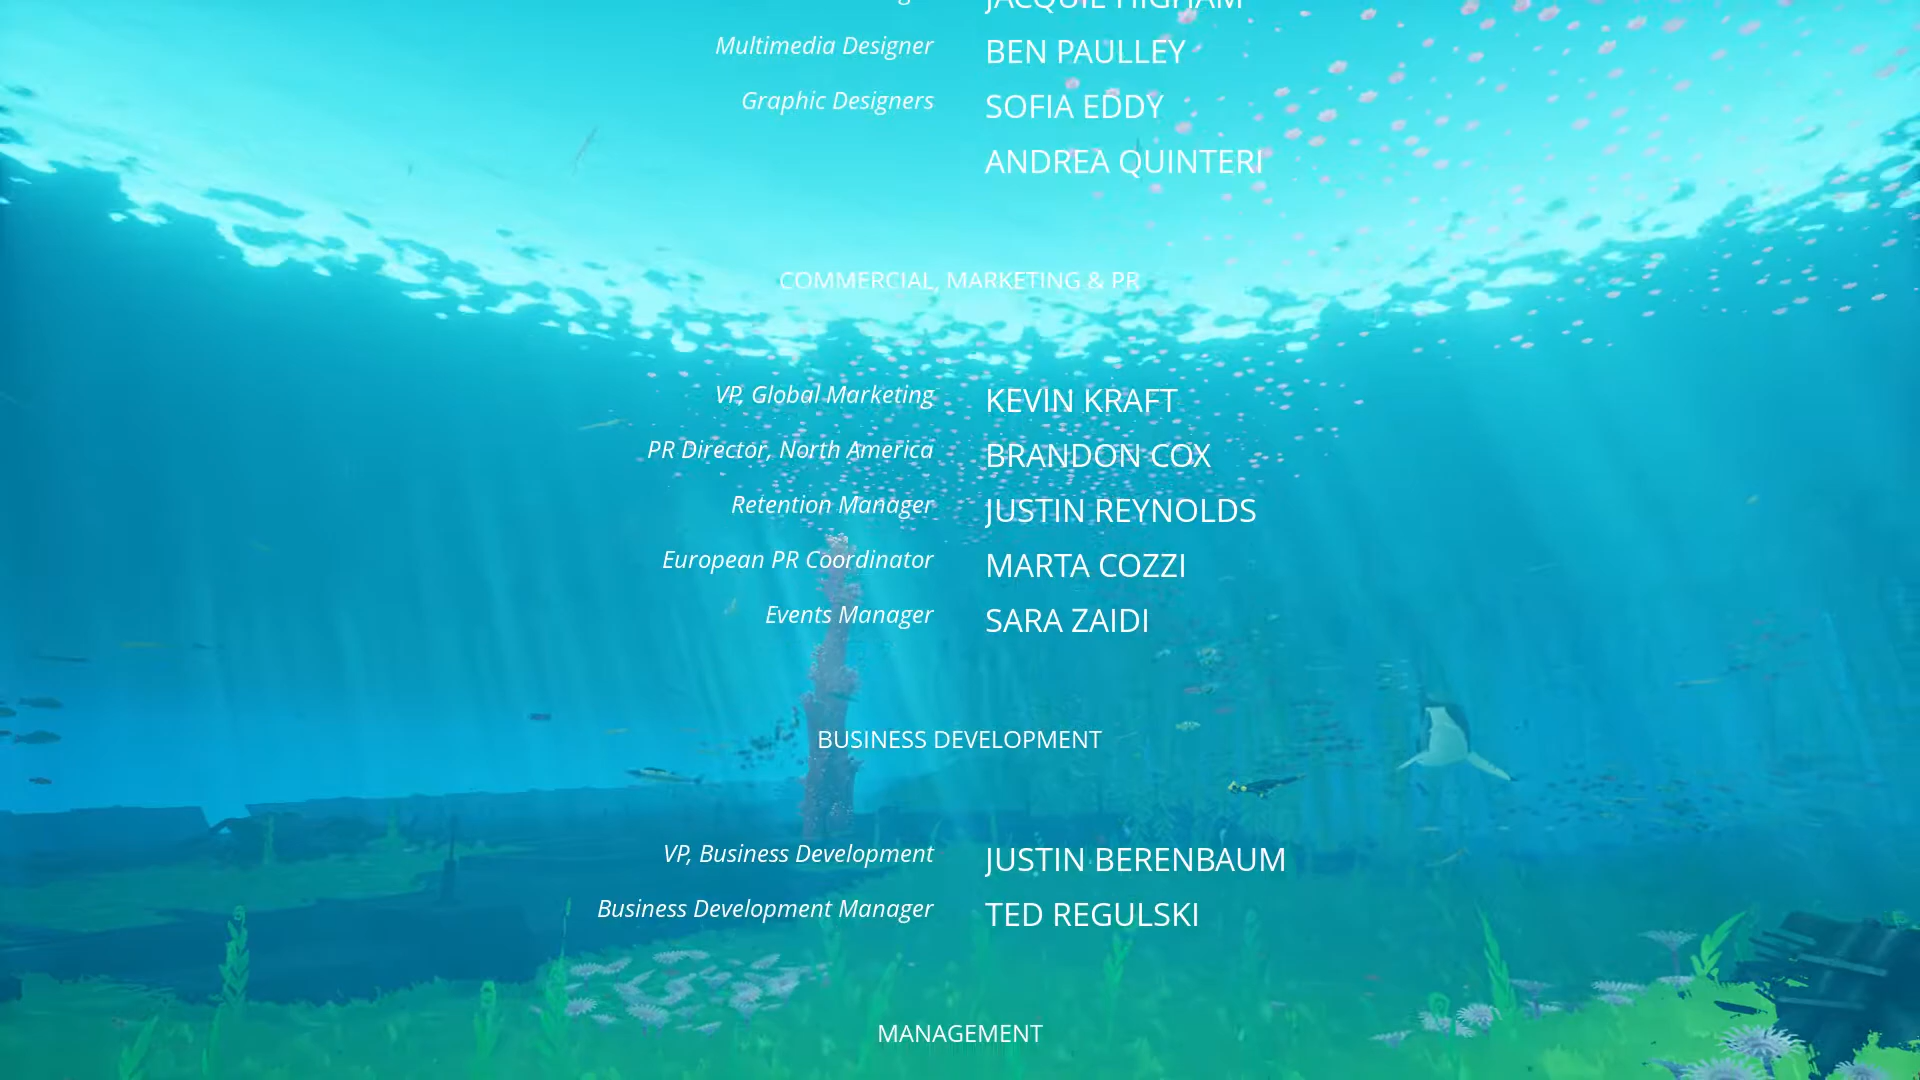 JACQUIE HIGHAM
Multimedia Designer BEN PAULLEY
Graphic Designers SOFIA EDDY
ANDREA QUINTERI
COMMERCIAL, MARKETING & PR
VP, Global Marketing KEVIN KRAFT
PR Director, North America BRANDON COX
Retention Manager JUSTIN REYNOLDS
European PR Coordinator MARTA COZZI
Events Manager SARA ZAIDI
BUSINESS DEVELOPMENT
VP, Business Development JUSTIN BERENBAUM
Business Development Manager TED REGULSKI
MANAGEMENT